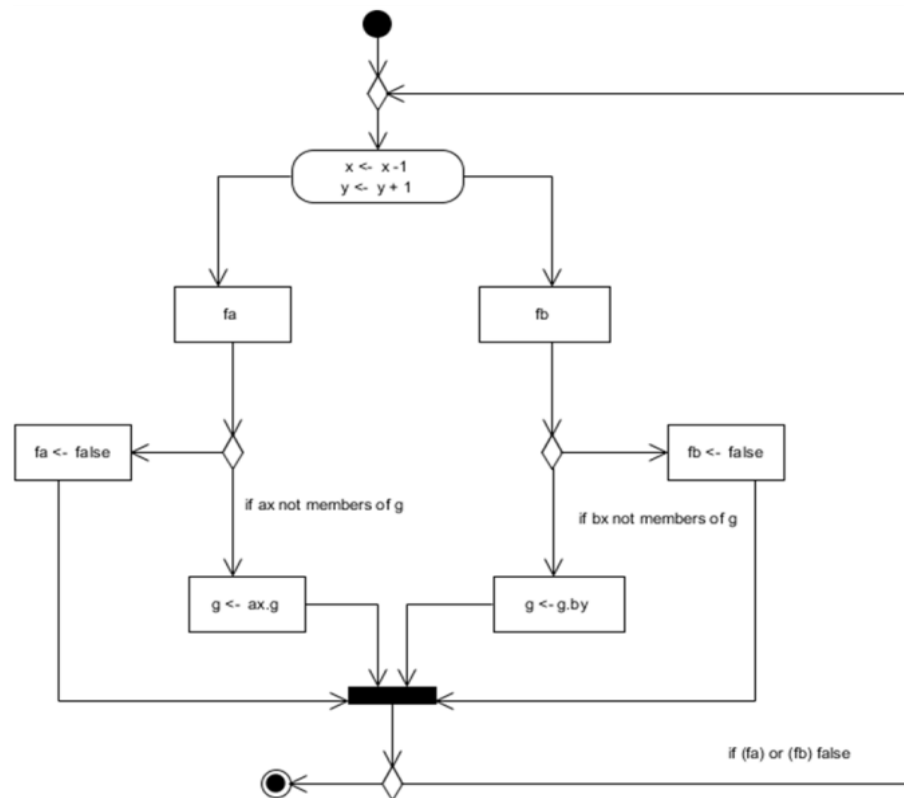 x <- x -1
y <- y + 1
fa
fb
fa <- false
fb <- false
if ax not members of g
if bx not members of g
g <- ax.g
g <- g.by
if (fa) or (fb) false